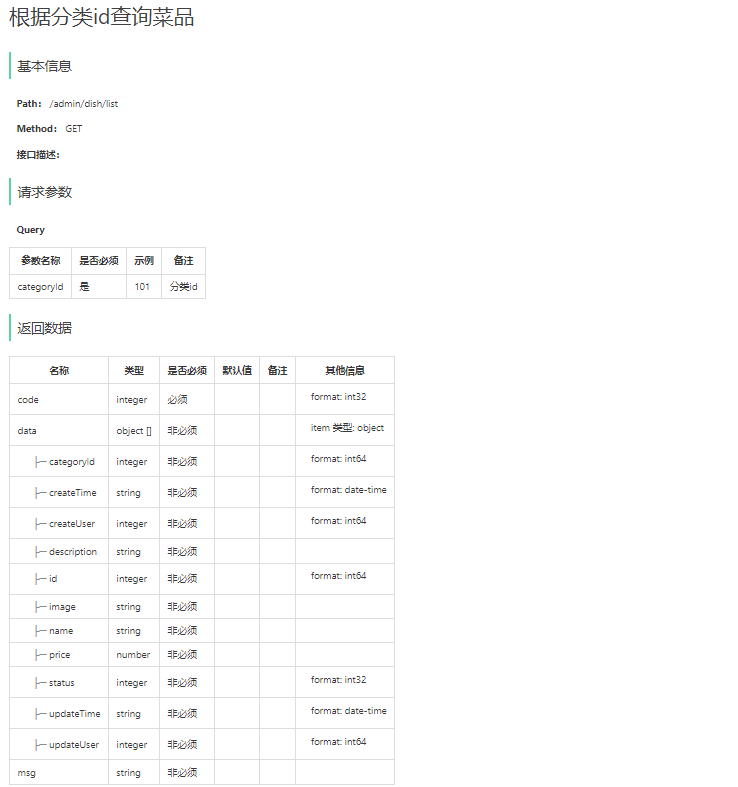 根据分类id查询菜品
基本信息
Path： /admin/dish/list
Method： GET
接口描述：
请求参数
Query
参数名称 是否必须 示例 备注
categoryId 是 101 分类id
返回数据
名称 类型 是否必须 默认值 备注 其他信息
code integer 必须 format: int32
data object [] 非必须 item 类型: object
├─ categoryId integer 非必须 format: int64
├─ createTime string 非必须 format: date-time
├─ createUser integer 非必须 format: int64
├─ description string 非必须
├─ id integer 非必须 format: int64
├─ image string 非必须
├─ name string 非必须
├─ price number 非必须
├─ status integer 非必须 format: int32
├─ updateTime string 非必须 format: date-time
├─ updateUser integer 非必须 format: int64
msg string 非必须